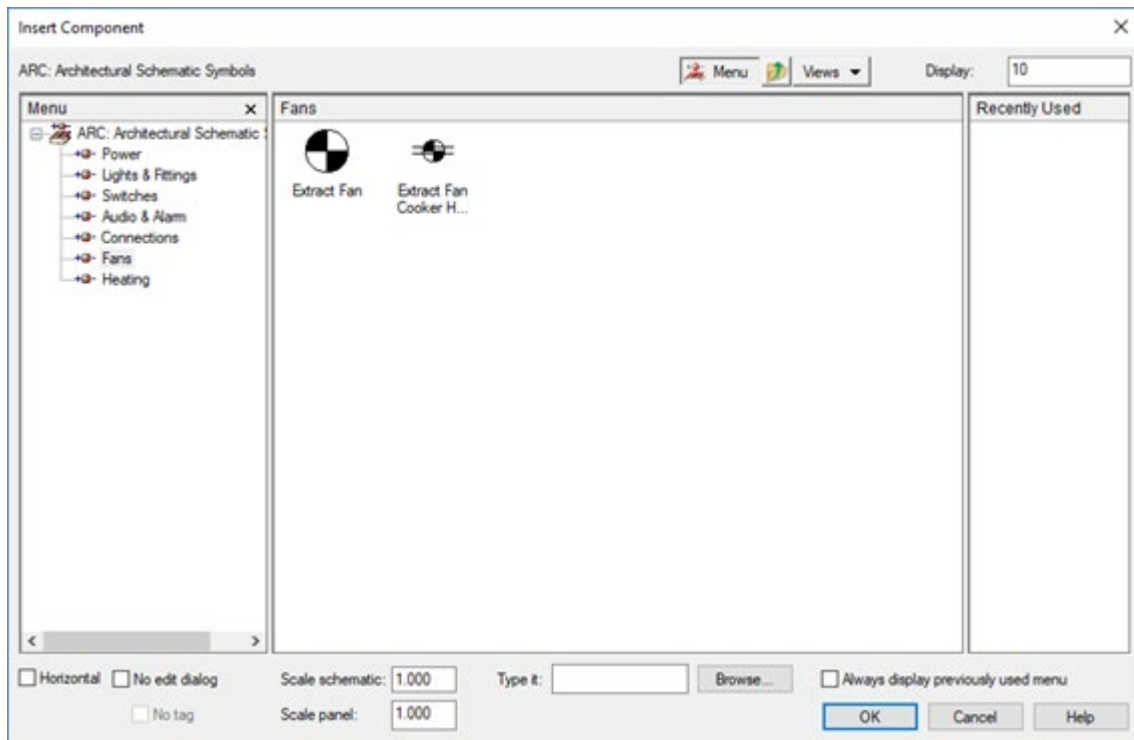 Insert Component
ARC: Architectural Schematic Symbols
Menu
Views
Display:
10
Menu
Fans
Recently Used
ARC: Architectural Schematic
Power
Lights & Fittings
Switches
Audio & Alarm
Connections
Fans
Heating
Extract Fan
Extract Fan
Cooker H...
Horizontal
No edit dialog
Scale schematic:
1.000
Type it:
Browse...
Always display previously used menu
No tag
Scale panel:
1.000
OK
Cancel
Help